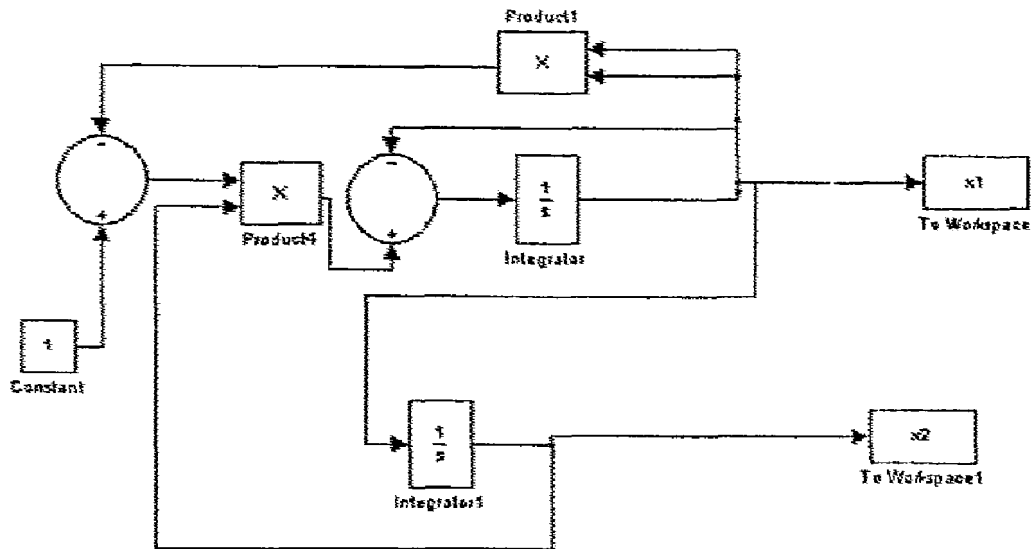 Product1
X
-
+
X
Product4
-
+
1
s
Integrator
x1
To Workspace
1
Constant
1
s
Integrator1
x2
To Workspace1